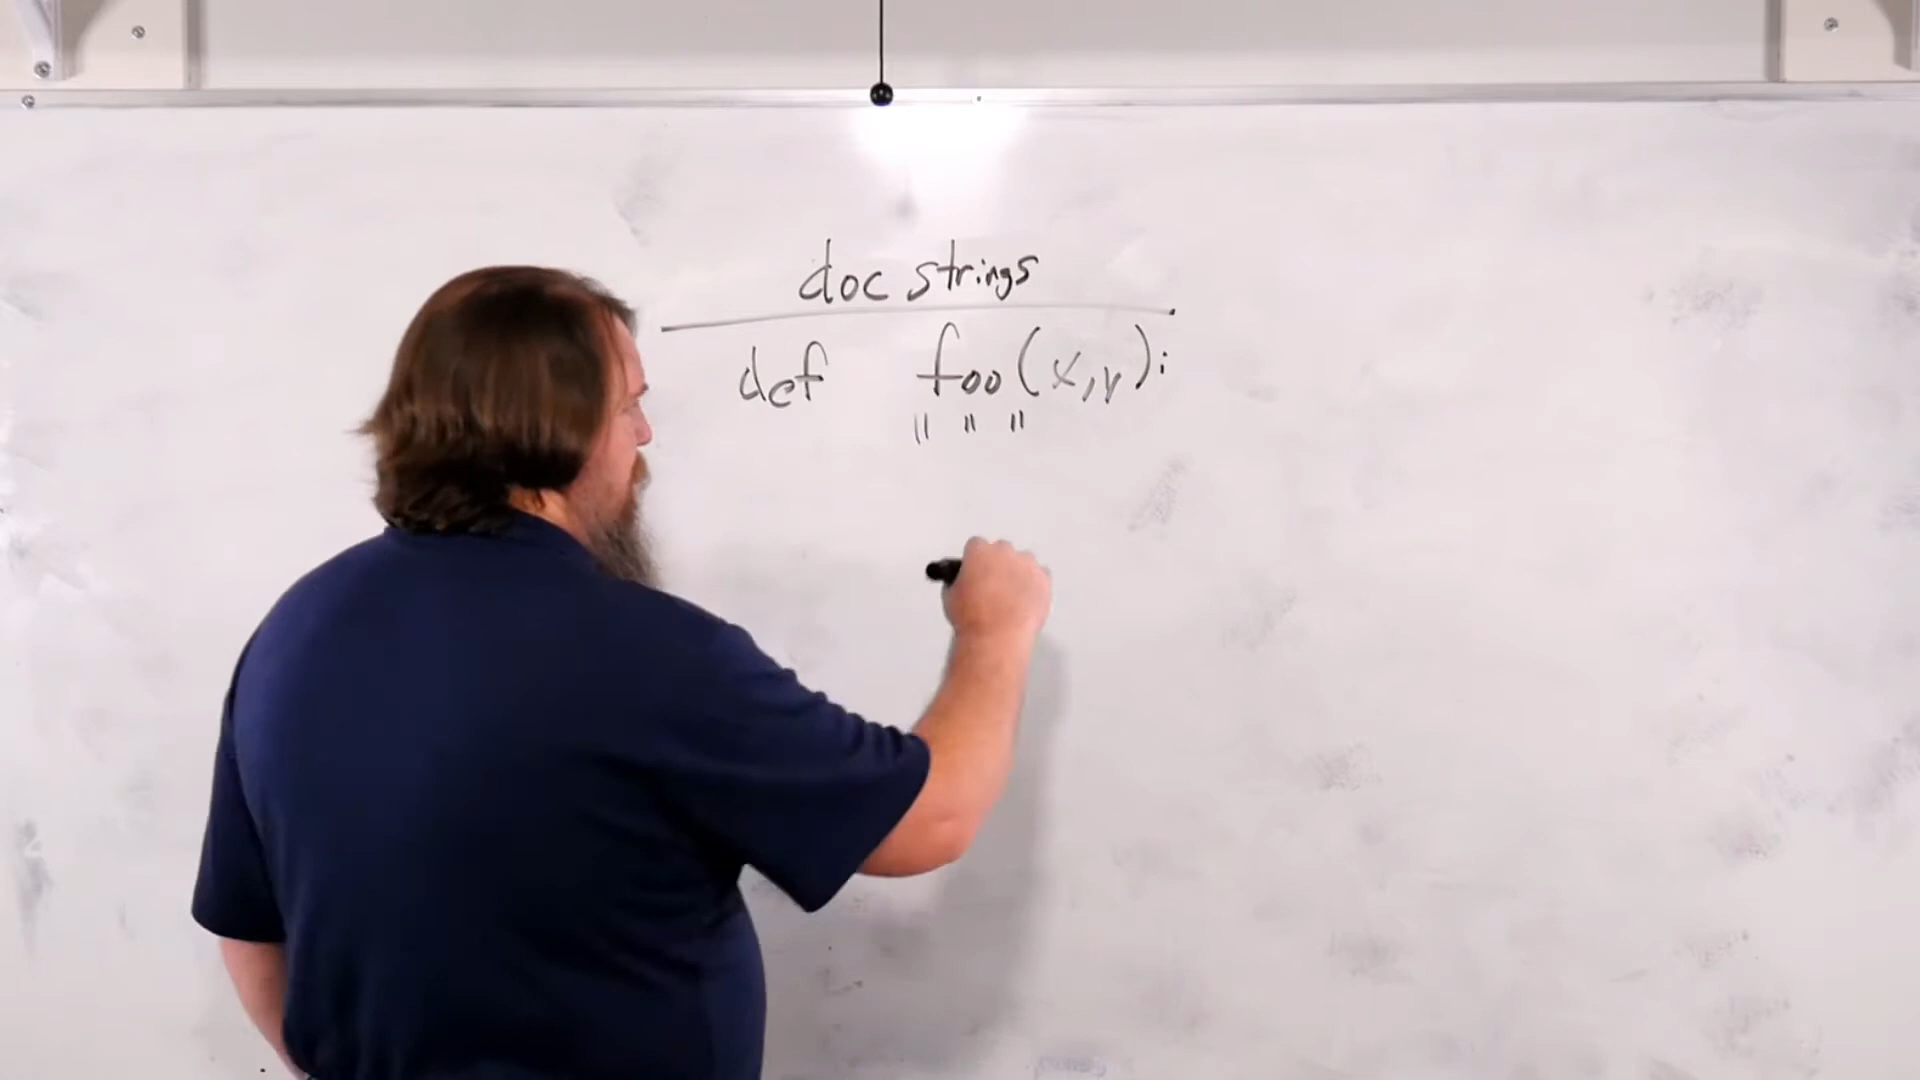 doc strings
def foo(x,y):
" " "